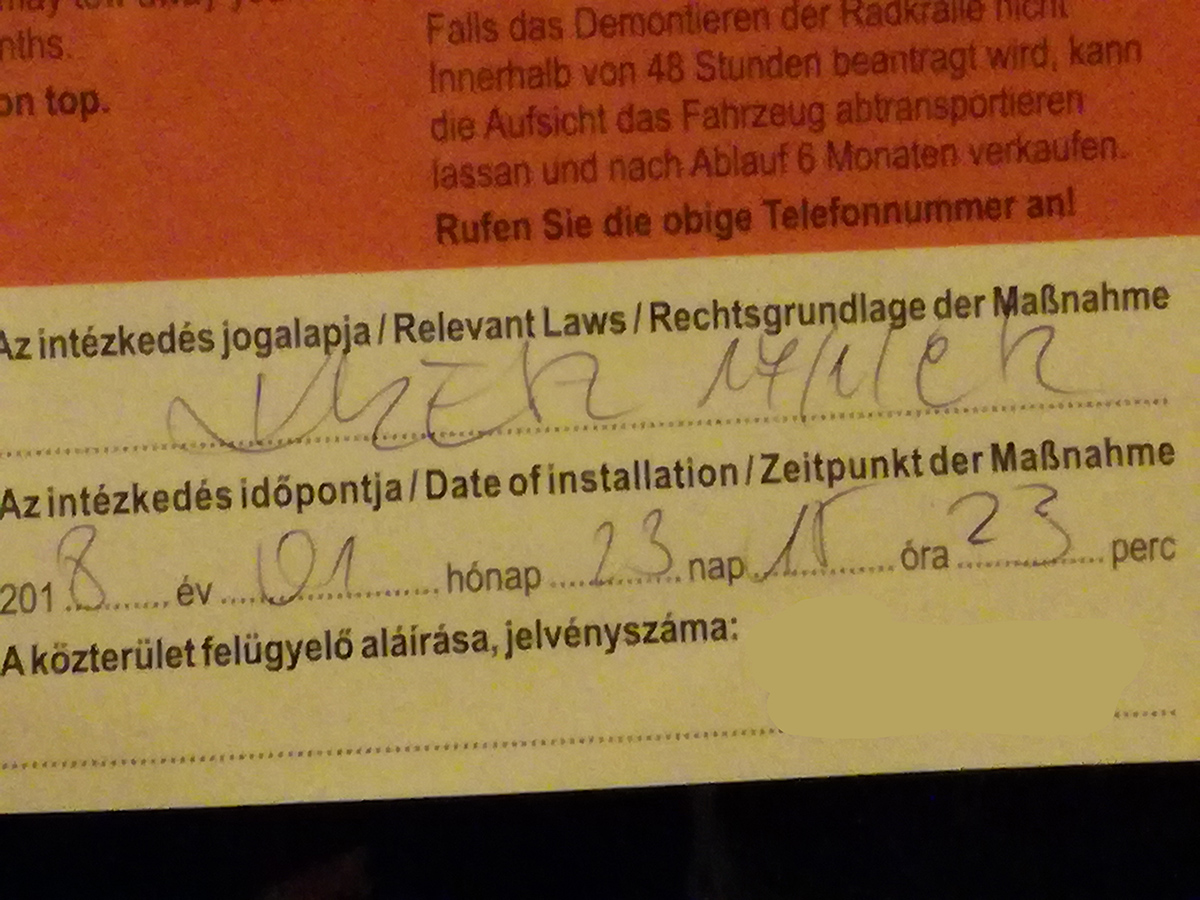 nths.
on top.
Falls das Demontieren der Radkralle nicht
Innerhalb von 48 Stunden beantragt wird, kann
die Aufsicht das Fahrzeug abtransportieren
lassan und nach Ablauf 6 Monaten verkaufen.
Rufen Sie die obige Telefonnummer an!
Az intézkedés jogalapja / Relevant Laws / Rechtsgrundlage der Maßnahme
Az intézkedés időpontja / Date of installation / Zeitpunkt der Maßnahme
2018 év 01 hónap 23 nap 15 óra 23 perc
A közterület felügyelő aláírása, jelvényszáma: